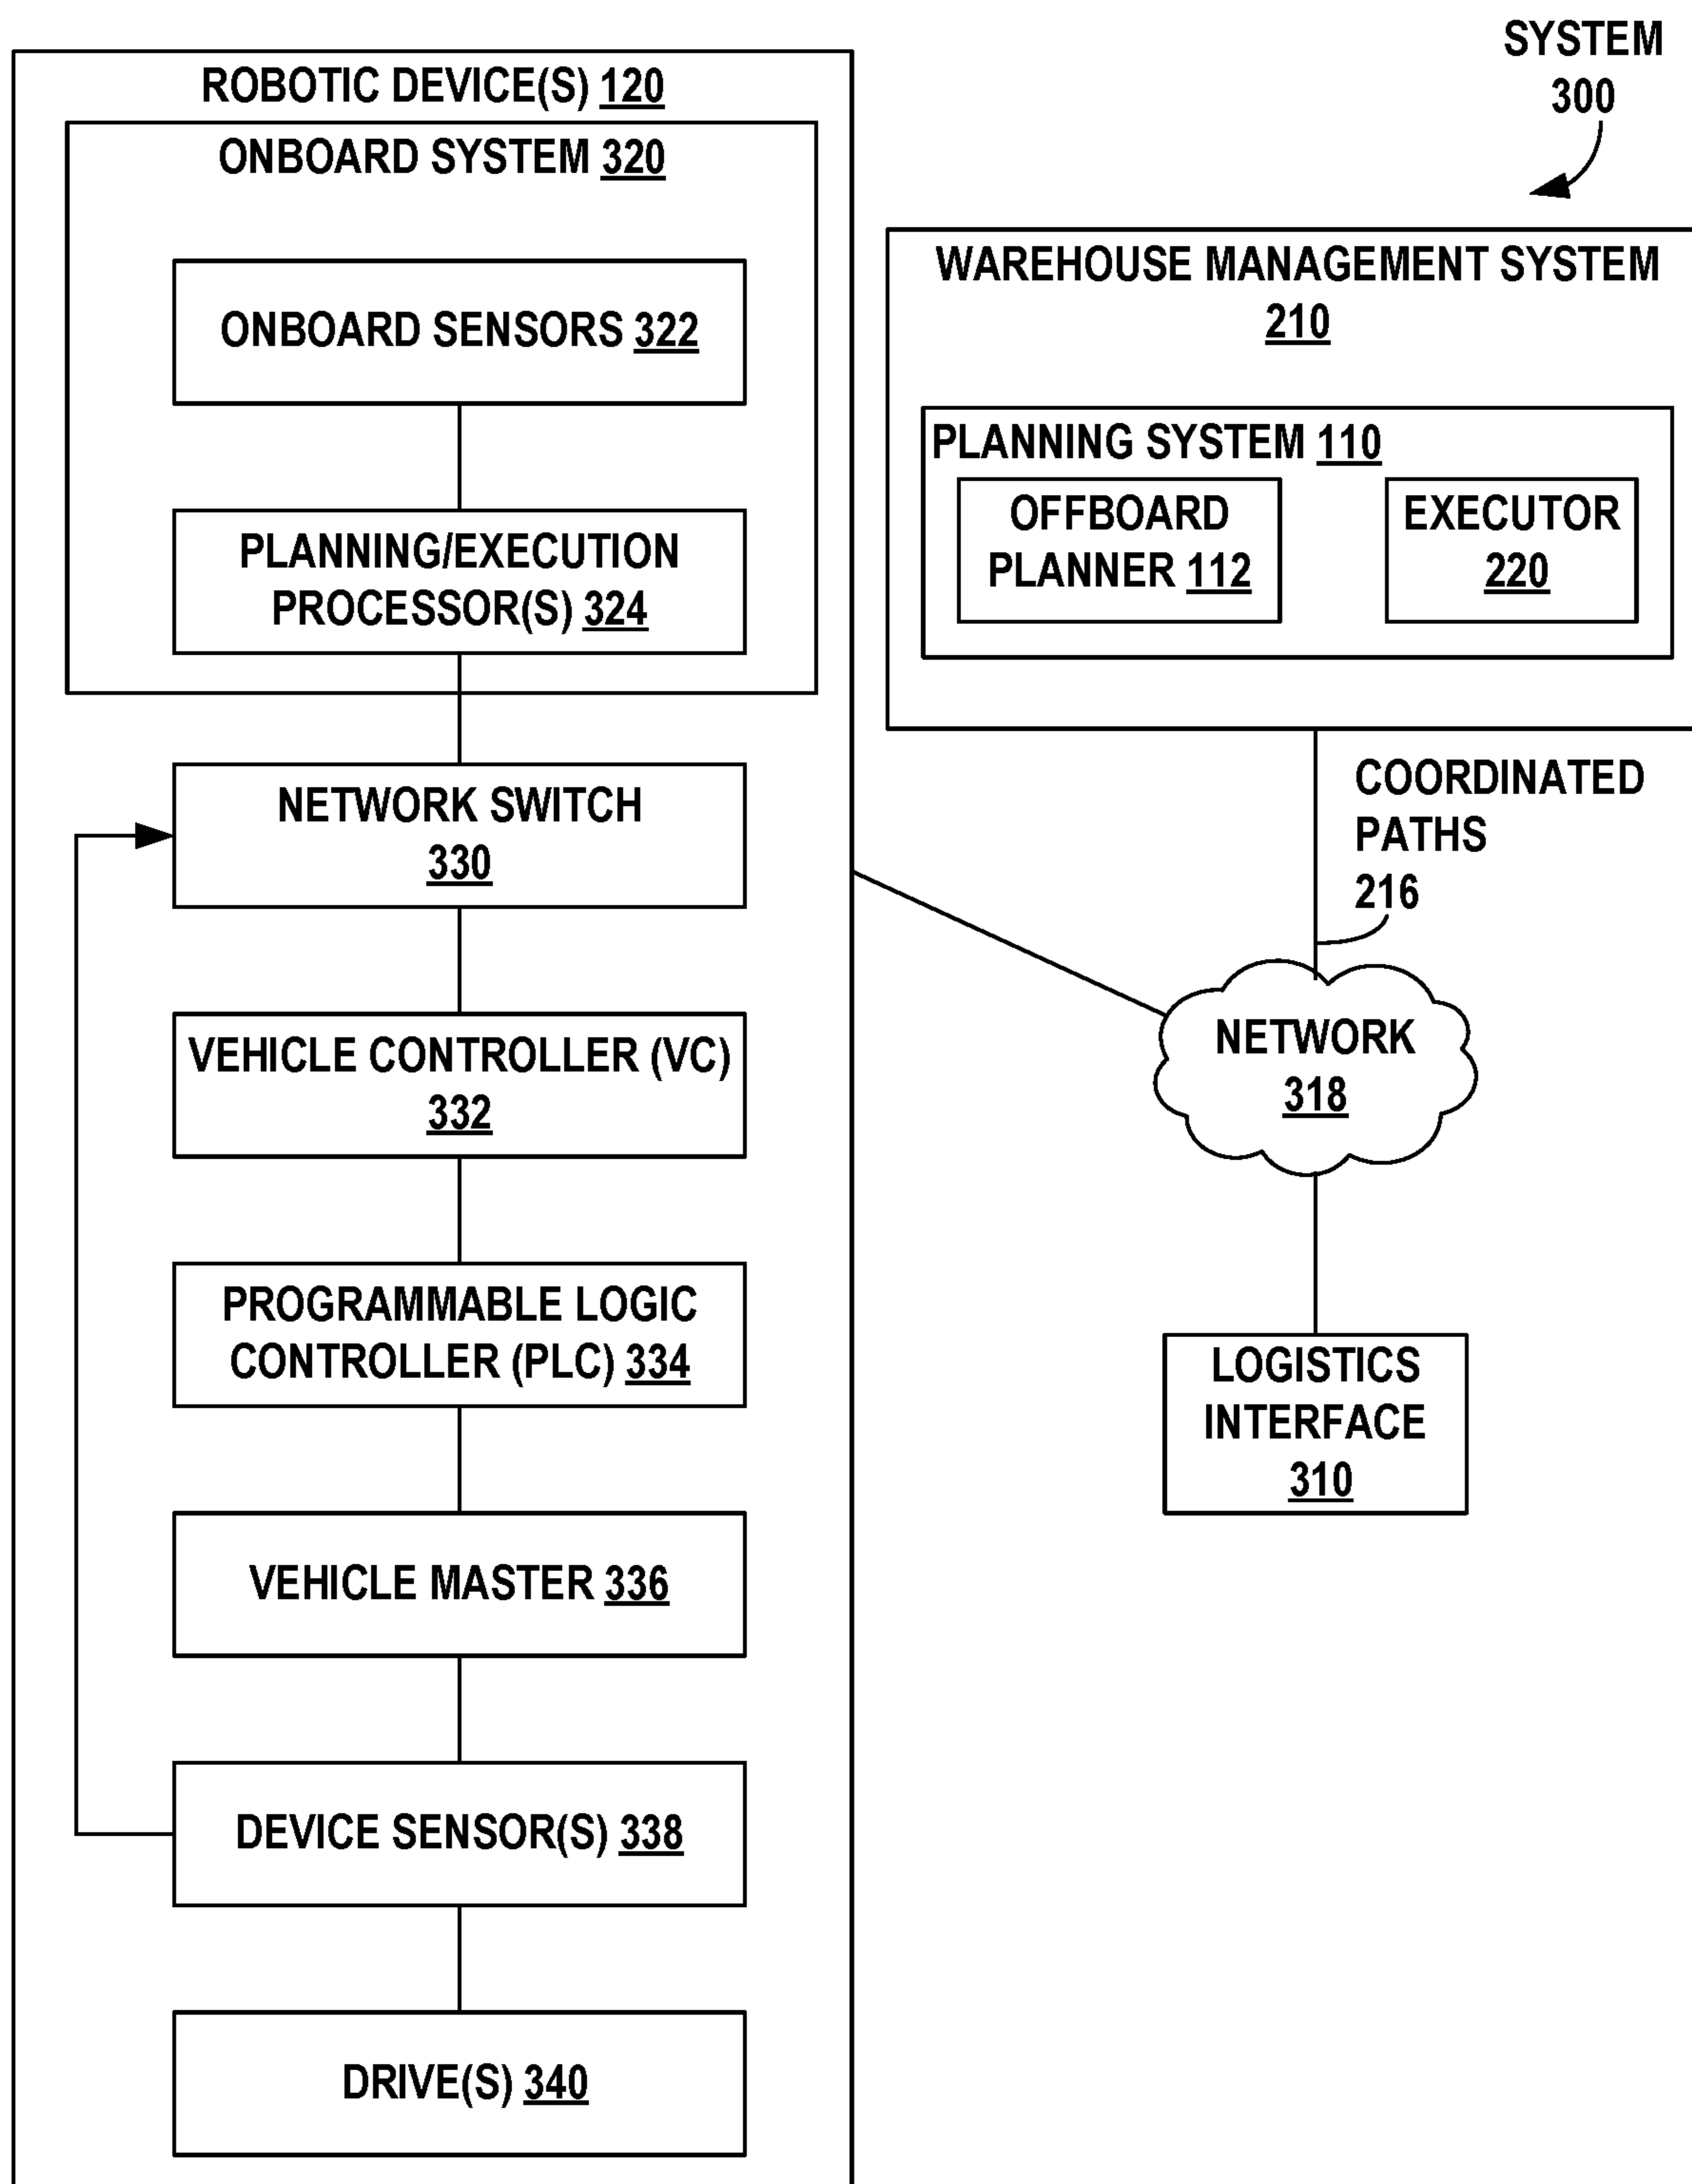 SYSTEM
300
ROBOTIC DEVICE(S) 120
ONBOARD SYSTEM 320
ONBOARD SENSORS 322
PLANNING/EXECUTION
PROCESSOR(S) 324
NETWORK SWITCH
330
VEHICLE CONTROLLER (VC)
332
PROGRAMMABLE LOGIC
CONTROLLER (PLC) 334
VEHICLE MASTER 336
DEVICE SENSOR(S) 338
DRIVE(S) 340
WAREHOUSE MANAGEMENT SYSTEM
210
PLANNING SYSTEM 110
OFFBOARD
PLANNER 112
EXECUTOR
220
COORDINATED
PATHS
216
NETWORK
318
LOGISTICS
INTERFACE
310